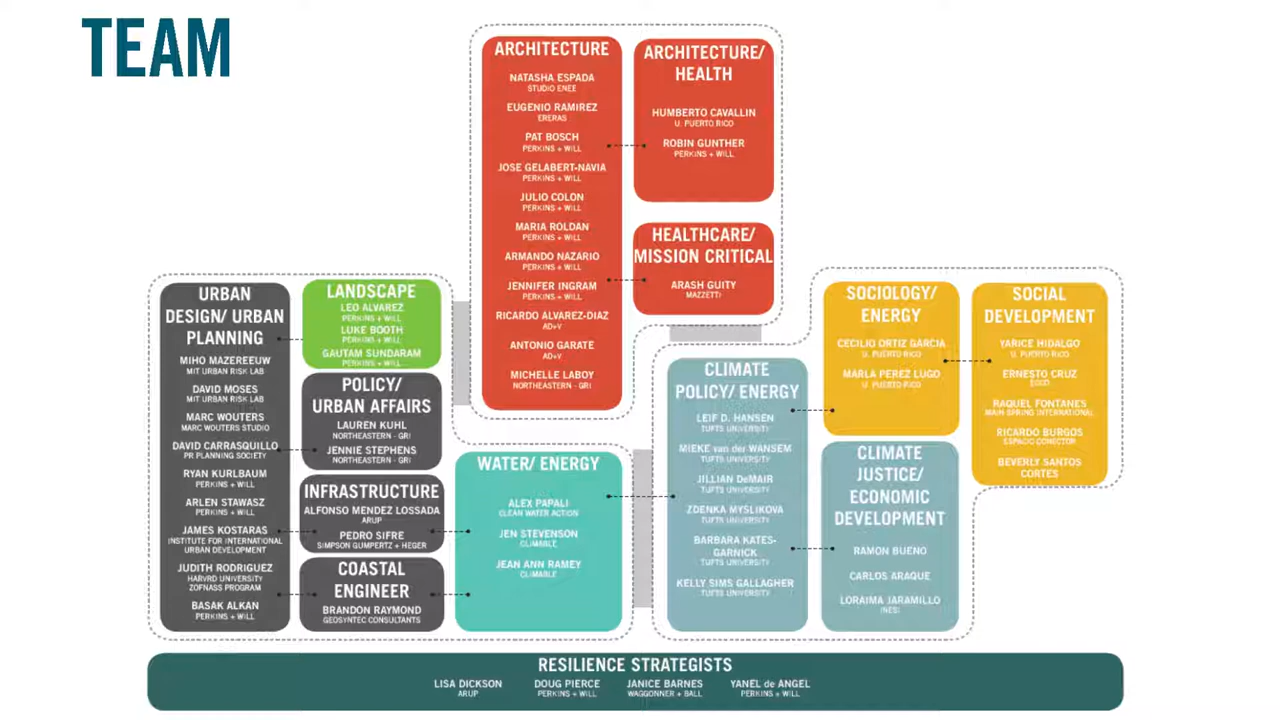 TEAM
ARCHITECTURE
NATASHA ESPADA
STUDIO ENEE
EUGENIO RAMIREZ
ERERAS
PAT BOSCH
PERKINS + WILL
JOSE GELABERT-NAVIA
PERKINS + WILL
JULIO COLON
PERKINS + WILL
MARIA ROLDAN
PERKINS + WILL
ARMANDO NAZARIO
PERKINS + WILL
JENNIFER INGRAM
PERKINS + WILL
RICARDO ALVAREZ-DIAZ
AD+V
ANTONIO GARATE
AD+V
MICHELLE LABOY
NORTHEASTERN - GRI
ARCHITECTURE/
HEALTH
HUMBERTO CAVALLIN
U. PUERTO RICO
ROBIN GUNTHER
PERKINS + WILL
HEALTHCARE/
MISSION CRITICAL
ARASH GUITY
MAZZETTI
URBAN
DESIGN/ URBAN
PLANNING
MIHO MAZEREEUW
MIT URBAN RISK LAB
DAVID MOSES
MIT URBAN RISK LAB
MARC WOUTERS
MARC WOUTERS STUDIO
DAVID CARRASQUILLO
PR PLANNING SOCIETY
RYAN KURLBAUM
PERKINS + WILL
ARLEN STAWASZ
PERKINS + WILL
JAMES KOSTARAS
INSTITUTE FOR INTERNATIONAL
URBAN DEVELOPMENT
JUDITH RODRIGUEZ
HARVRD UNIVERSITY
ZOFNASS PROGRAM
BASAK ALKAN
PERKINS + WILL
LANDSCAPE
LEO ALVAREZ
PERKINS + WILL
LUKE BOOTH
PERKINS + WILL
GAUTAM SUNDARAM
PERKINS + WILL
POLICY/
URBAN AFFAIRS
LAUREN KUHL
NORTHEASTERN - GRI
JENNIE STEPHENS
NORTHEASTERN - GRI
INFRASTRUCTURE
ALFONSO MENDEZ LOSSADA
ARUP
PEDRO SIFRE
SIMPSON GUMPERTZ + HEGER
COASTAL
ENGINEER
BRANDON RAYMOND
GEOSYNTEC CONSULTANTS
WATER/ ENERGY
ALEX PAPALI
CLEAN WATER ACTION
JEN STEVENSON
CLIMABLE
JEAN ANN RAMEY
CLIMABLE
CLIMATE
POLICY/ ENERGY
LEIF D. HANSEN
TUFTS UNIVERSITY
MIEKE van der WANSEM
TUFTS UNIVERSITY
JILLIAN DeMAIR
TUFTS UNIVERSITY
ZDENKA MYSLIKOVA
TUFTS UNIVERSITY
BARBARA KATES-
GARNICK
TUFTS UNIVERSITY
KELLY SIMS GALLAGHER
TUFTS UNIVERSITY
SOCIOLOGY/
ENERGY
CECILIO ORTIZ GARCIA
U. PUERTO RICO
MARLA PEREZ LUGO
U. PUERTO RICO
CLIMATE
JUSTICE/
ECONOMIC
DEVELOPMENT
RAMON BUENO
CARLOS ARAQUE
LORAIMA JARAMILLO
(NESI)
SOCIAL
DEVELOPMENT
YARICE HIDALGO
U. PUERTO RICO
ERNESTO CRUZ
RAQUEL FONTANES
MAIN SPRING INTERNATIONAL
RICARDO BURGOS
ESPACIO CONECTOR
BEVERLY SANTOS
CORTES
RESILIENCE STRATEGISTS
LISA DICKSON
ARUP
DOUG PIERCE
PERKINS + WILL
JANICE BARNES
WAGGONNER + BALL
YANEL de ANGEL
PERKINS + WILL